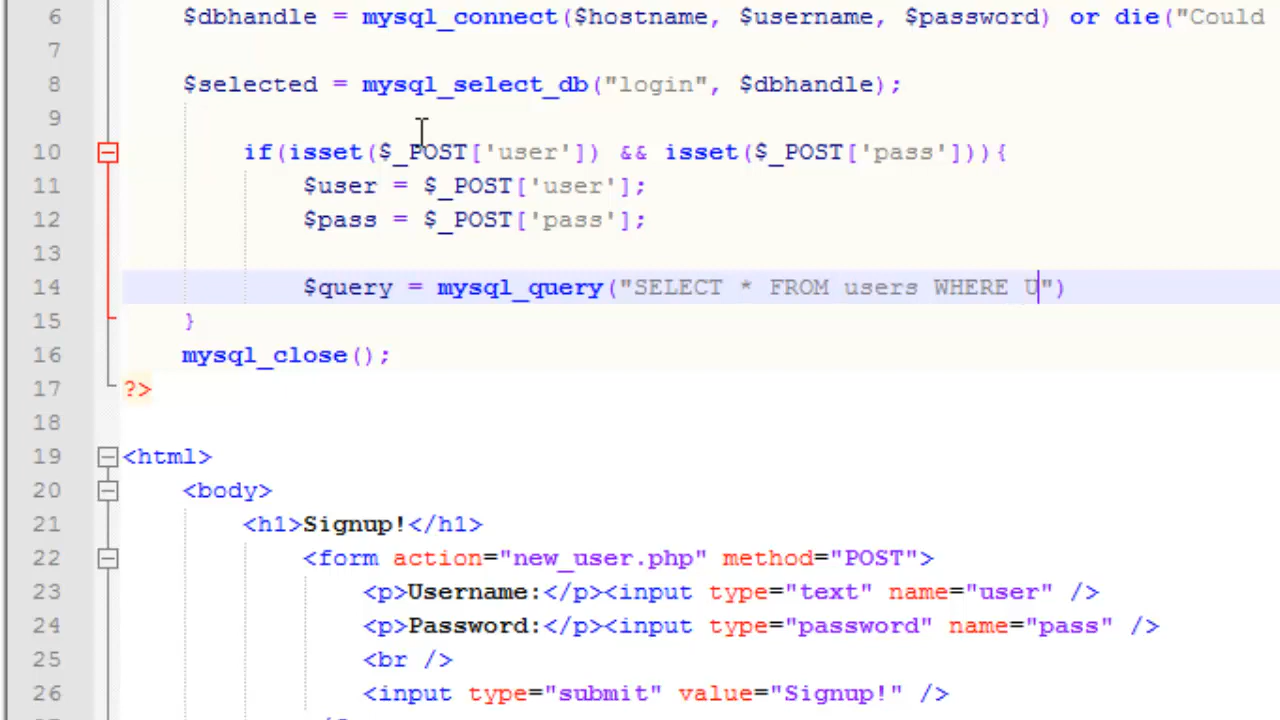 6 $dbhandle = mysql_connect($hostname, $username, $password) or die("Could
7
8 $selected = mysql_select_db("login", $dbhandle);
9
10 if(isset($_POST['user']) && isset($_POST['pass'])){
11 $user = $_POST['user'];
12 $pass = $_POST['pass'];
13
14 $query = mysql_query("SELECT * FROM users WHERE U")
15 }
16 mysql_close();
17 ?>
18
19 <html>
20 <body>
21 <h1>Signup!</h1>
22 <form action="new_user.php" method="POST">
23 <p>Username:</p><input type="text" name="user" />
24 <p>Password:</p><input type="password" name="pass" />
25 <br />
26 <input type="submit" value="Signup!" />